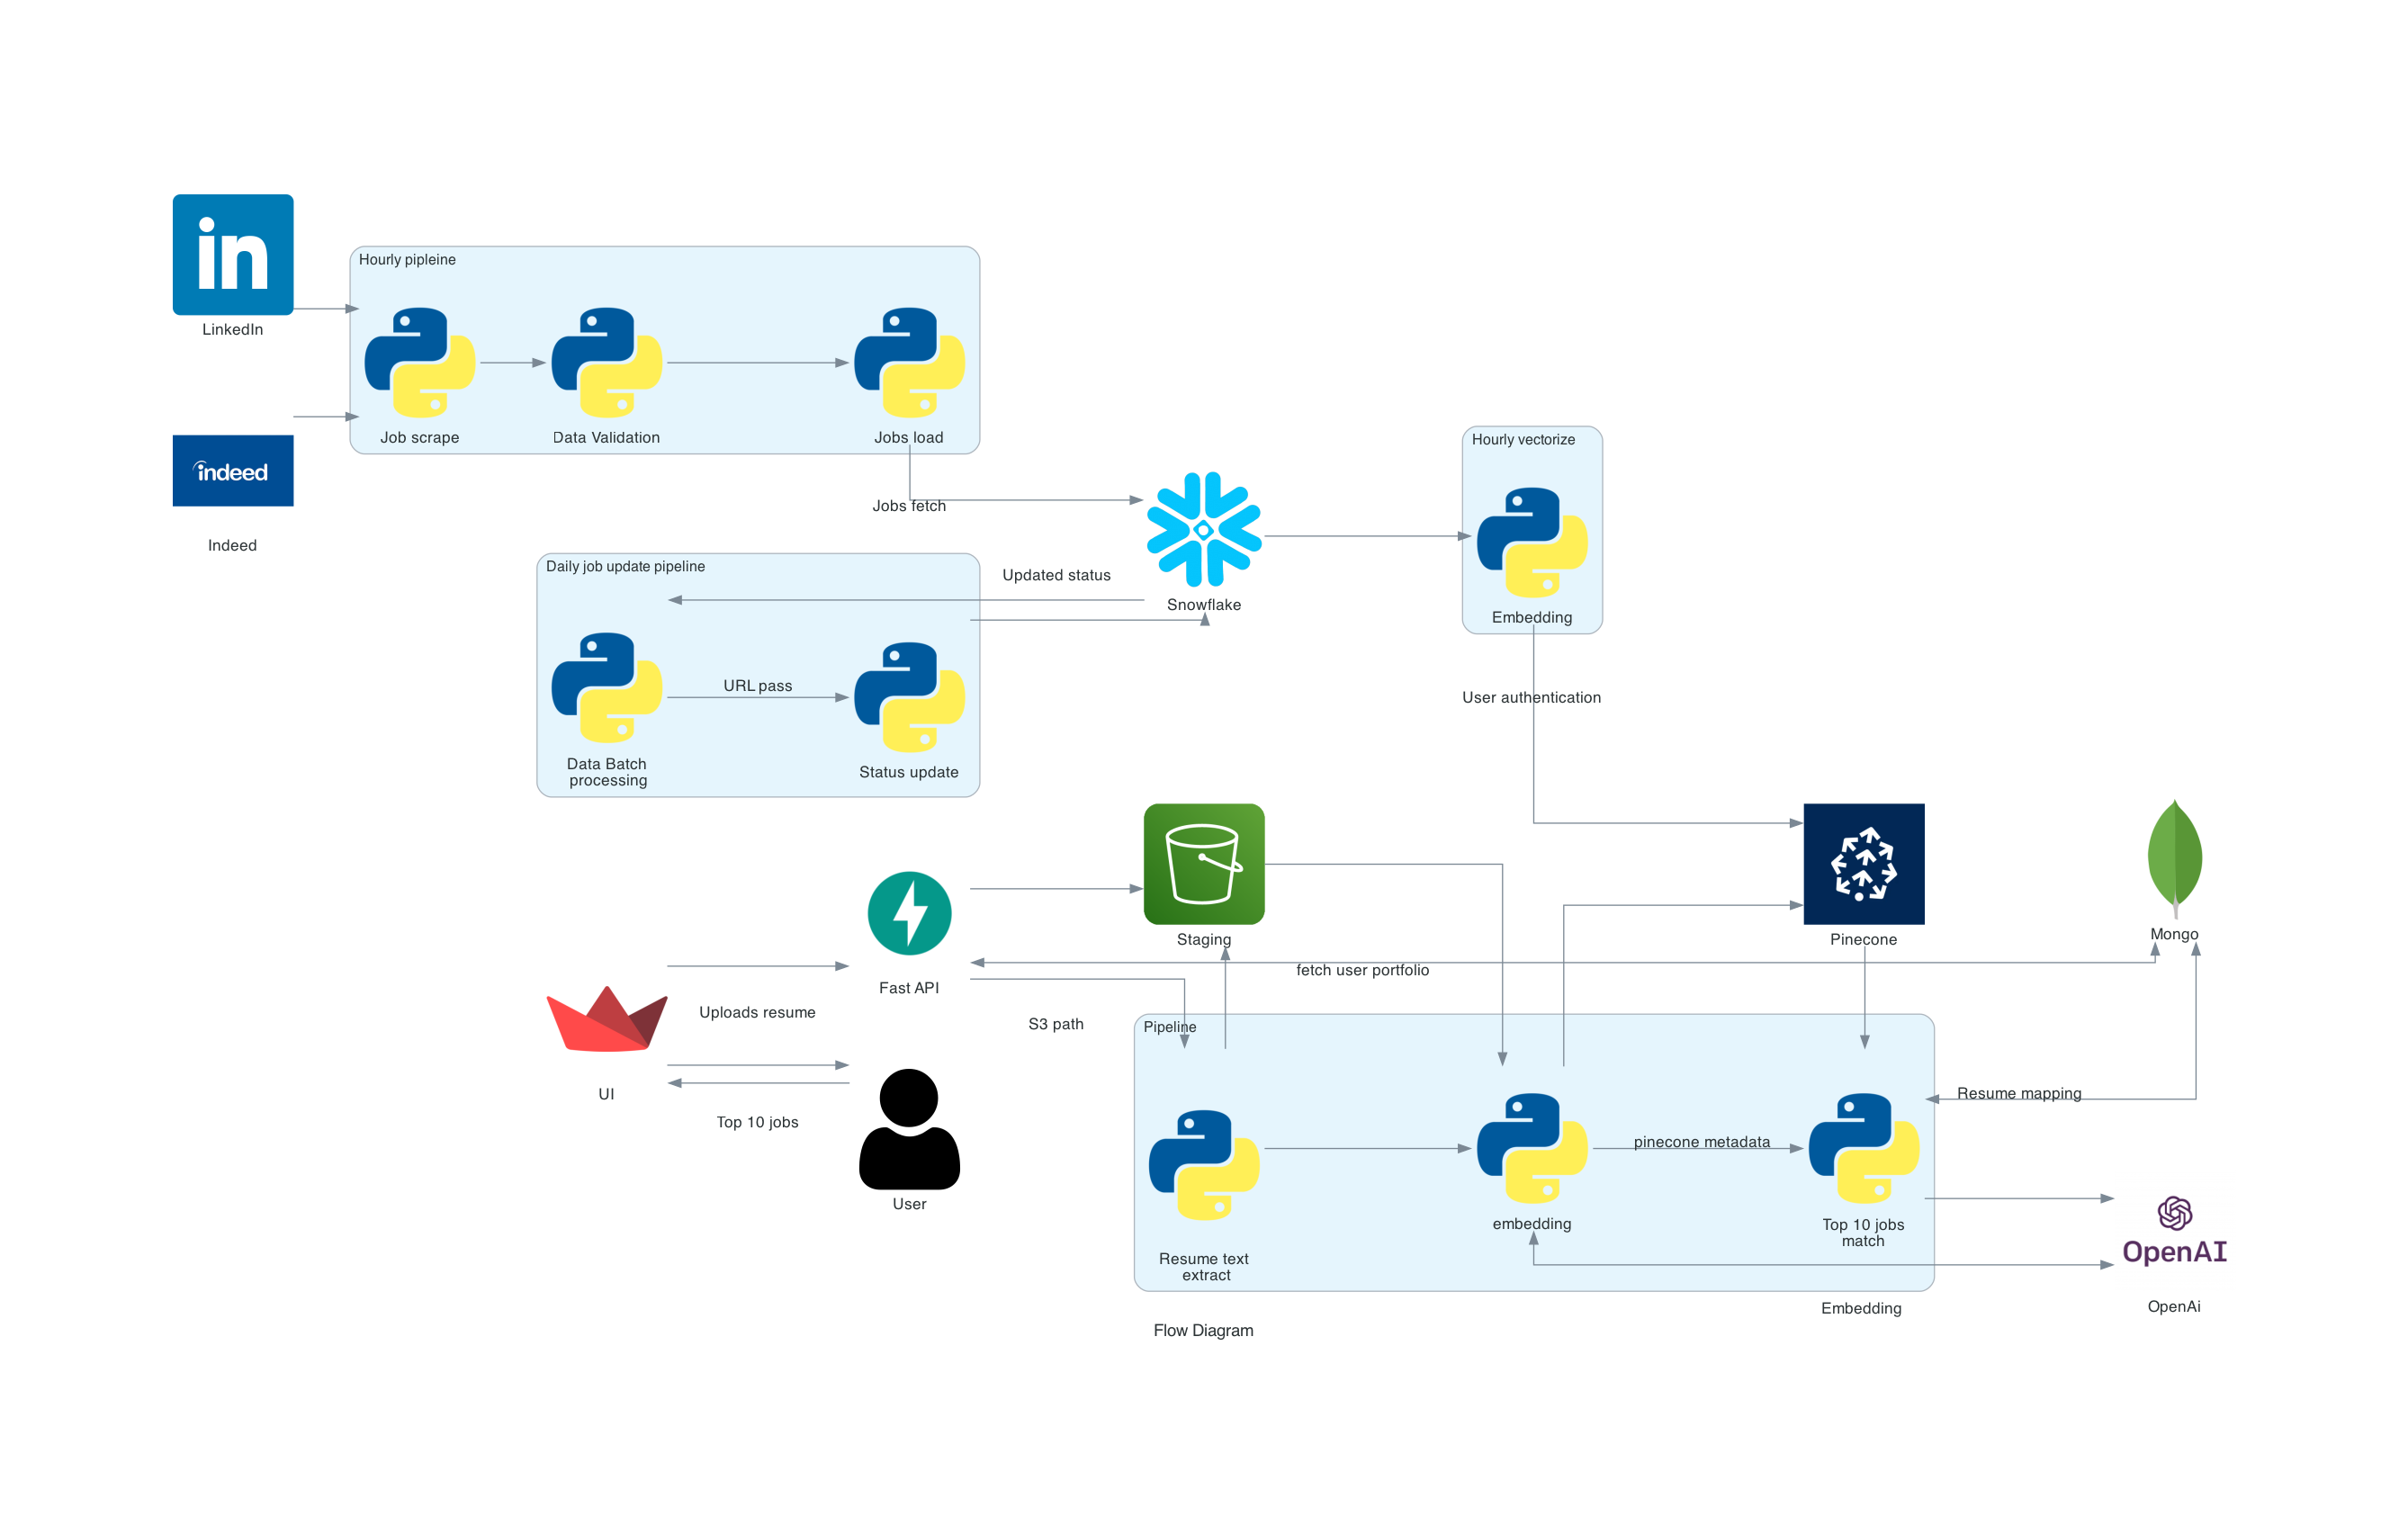 in
LinkedIn
Hourly pipleine
Job scrape
Data Validation
Jobs load
indeed
Indeed
Jobs fetch
Hourly vectorize
Embedding
Snowflake
Updated status
Daily job update pipeline
URL pass
Data Batch
processing
Status update
User authentication
Staging
Pinecone
Mongo
Fast API
fetch user portfolio
Uploads resume
S3 path
UI
Top 10 jobs
User
Pipeline
Resume text
extract
embedding
pinecone metadata
Top 10 jobs
match
Resume mapping
OpenAI
OpenAi
Embedding
Flow Diagram